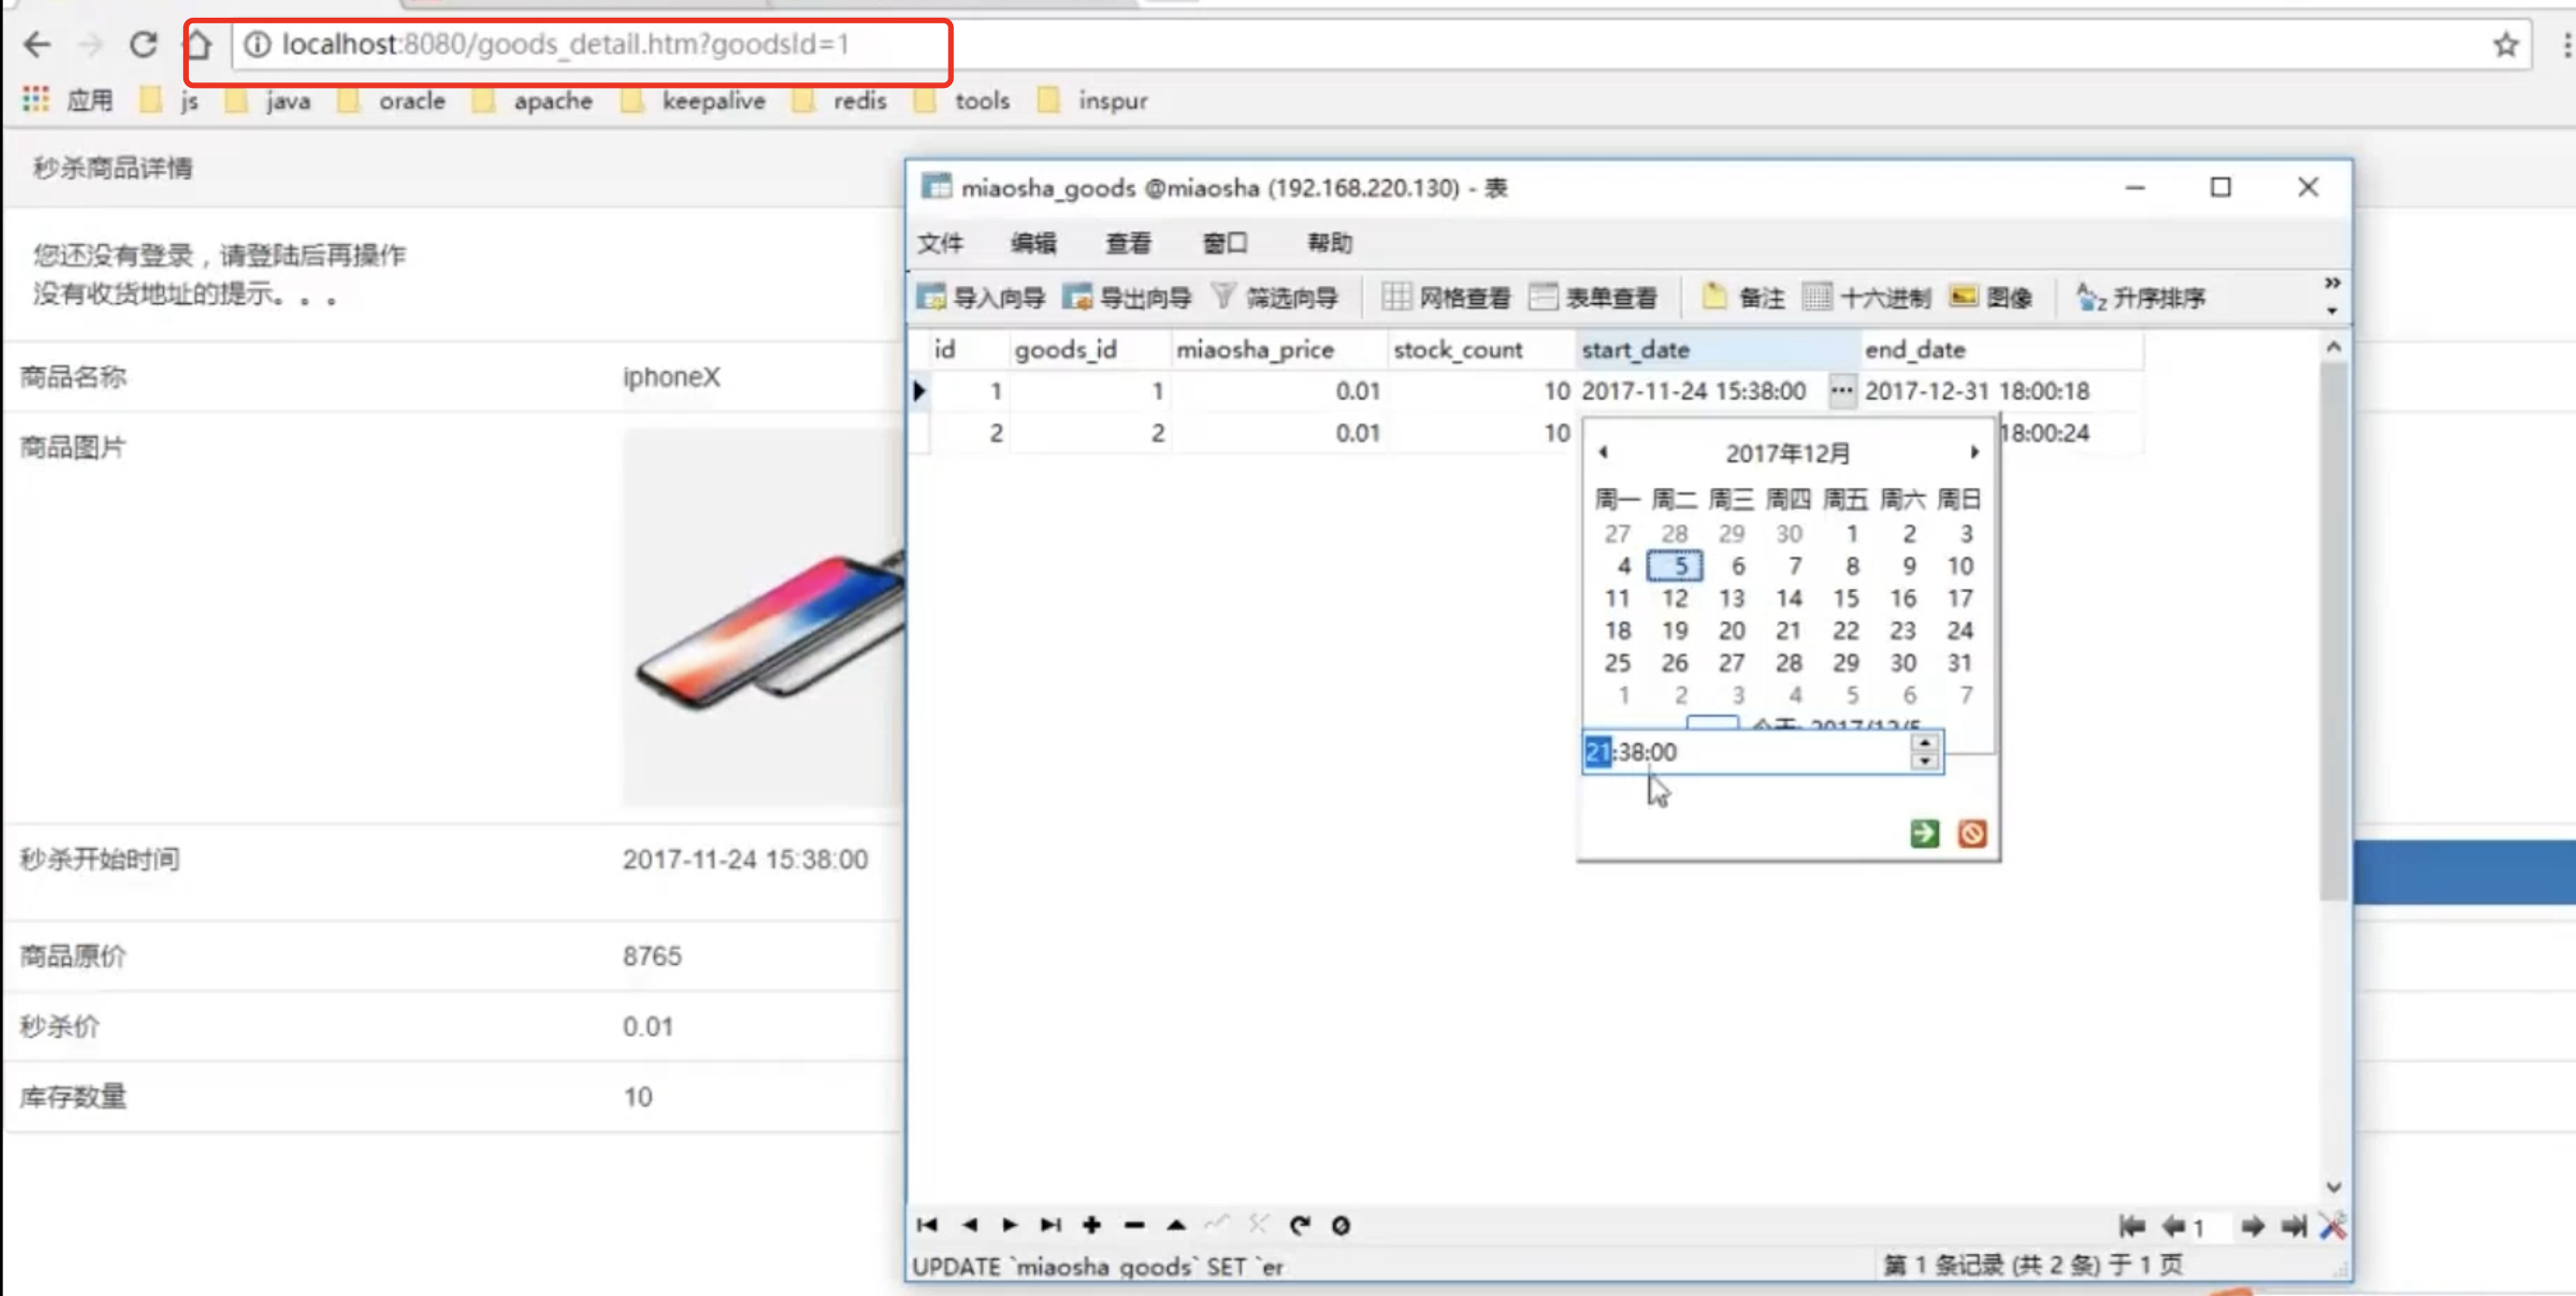 localhost:8080/goods_detail.htm?goodsId=1
应用 js java oracle apache keepalive redis tools inspur
秒杀商品详情
您还没有登录，请登陆后再操作
没有收货地址的提示。。。
商品名称 iphoneX
商品图片
秒杀开始时间 2017-11-24 15:38:00
商品原价 8765
秒杀价 0.01
库存数量 10
miaosha_goods @miaosha (192.168.220.130) - 表
文件 编辑 查看 窗口 帮助
导入向导 导出向导 筛选向导 网格查看 表单查看 备注 十六进制 图像 升序排序
id goods_id miaosha_price stock_count start_date end_date
1 1 0.01 10 2017-11-24 15:38:00 ... 2017-12-31 18:00:18
2 2 0.01 10 18:00:24
2017年12月
周一 周二 周三 周四 周五 周六 周日
27 28 29 30 1 2 3
4 5 6 7 8 9 10
11 12 13 14 15 16 17
18 19 20 21 22 23 24
25 26 27 28 29 30 31
1 2 3 4 5 6 7
今天: 2017/12/5
21:38:00
1
UPDATE `miaosha_goods` SET `er
第 1 条记录 (共 2 条) 于 1 页